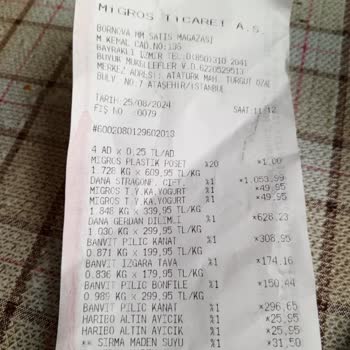 MIGROS TICARET A.S.
BORNOVA MM SATIS MAGAZASI
M.KEMAL CAD.NO:136
BAYRAKLI IZMIR TEL:D:8501310 2041
BUYUK MUKELLEFLER V.D.6220529513
MERKEZ ADRESI: ATATURK MAH. TURGUT OZAL
BULV. NO:7 ATASEHIR/ISTANBUL
TARIH 25/08/2024 SAAT 11:12
FIS NO :0079
#6002080129602018
4 AD x 0,25 TL/AD
MIGROS PLASTIK POSET %20 *1,00
1.728 KG x 609,95 TL/KG
DANA STRAGONF. CIFT %1 *1.053,99
MIGROS T.Y.KA.YOGURT %1 *49,95
MIGROS T.Y.KA.YOGURT %1 *49,95
1.848 KG x 339,95 TL/KG
DANA GERDAN DILIMLI %1 *628,23
1.030 KG x 299,95 TL/KG
BANVIT PILIC KANAT %1 *308,95
0.871 KG x 199,95 TL/KG
BANVIT IZGARA TAVA %1 *174,16
0.836 KG x 179,95 TL/KG
BANVIT PILIC BONFILE %1 *150,44
0.989 KG x 299,95 TL/KG
BANVIT PILIC KANAT %1 *296,65
HARIBO ALTIN AYICIK %1 *25,95
HARIBO ALTIN AYICIK %1 *25,95
** SIRMA MADEN SUYU %1 *31,50